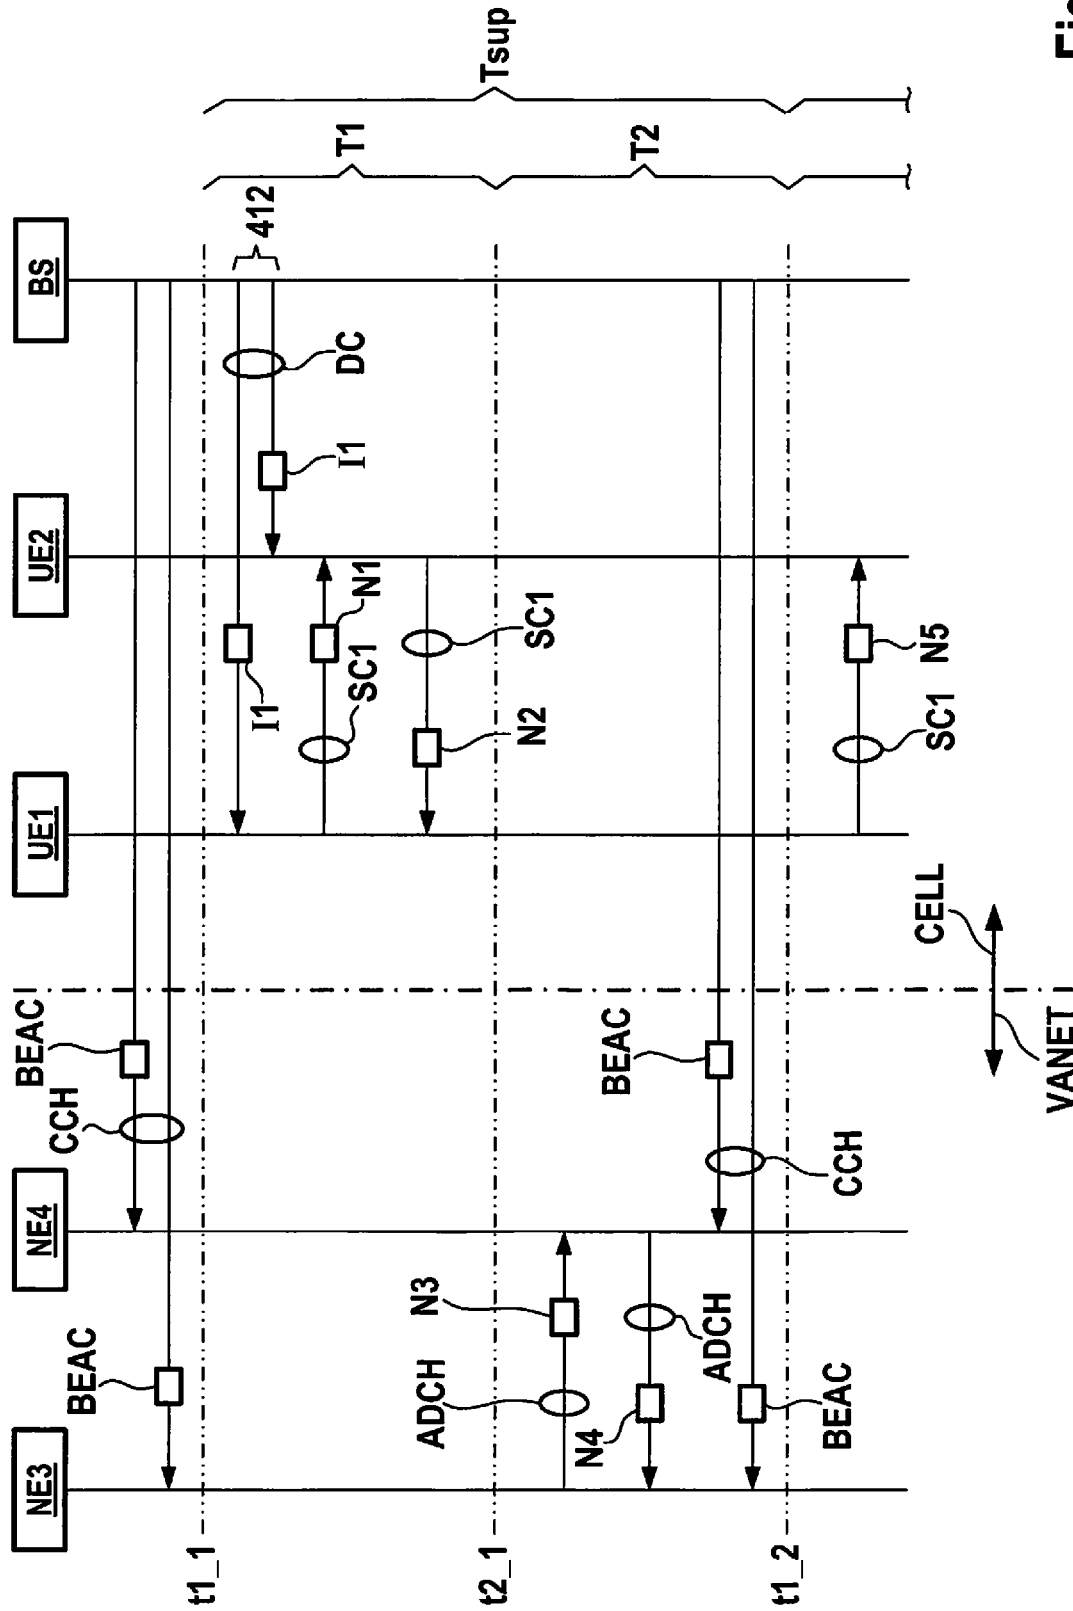 NE3
NE4
UE1
UE2
BS
BEAC
CCH
BEAC
t1_1
I1
I1
DC
412
T1
Tsup
SC1
N1
N2
SC1
t2_1
ADCH
N3
T2
N4
ADCH
BEAC
CCH
BEAC
t1_2
SC1
N5
VANET
CELL